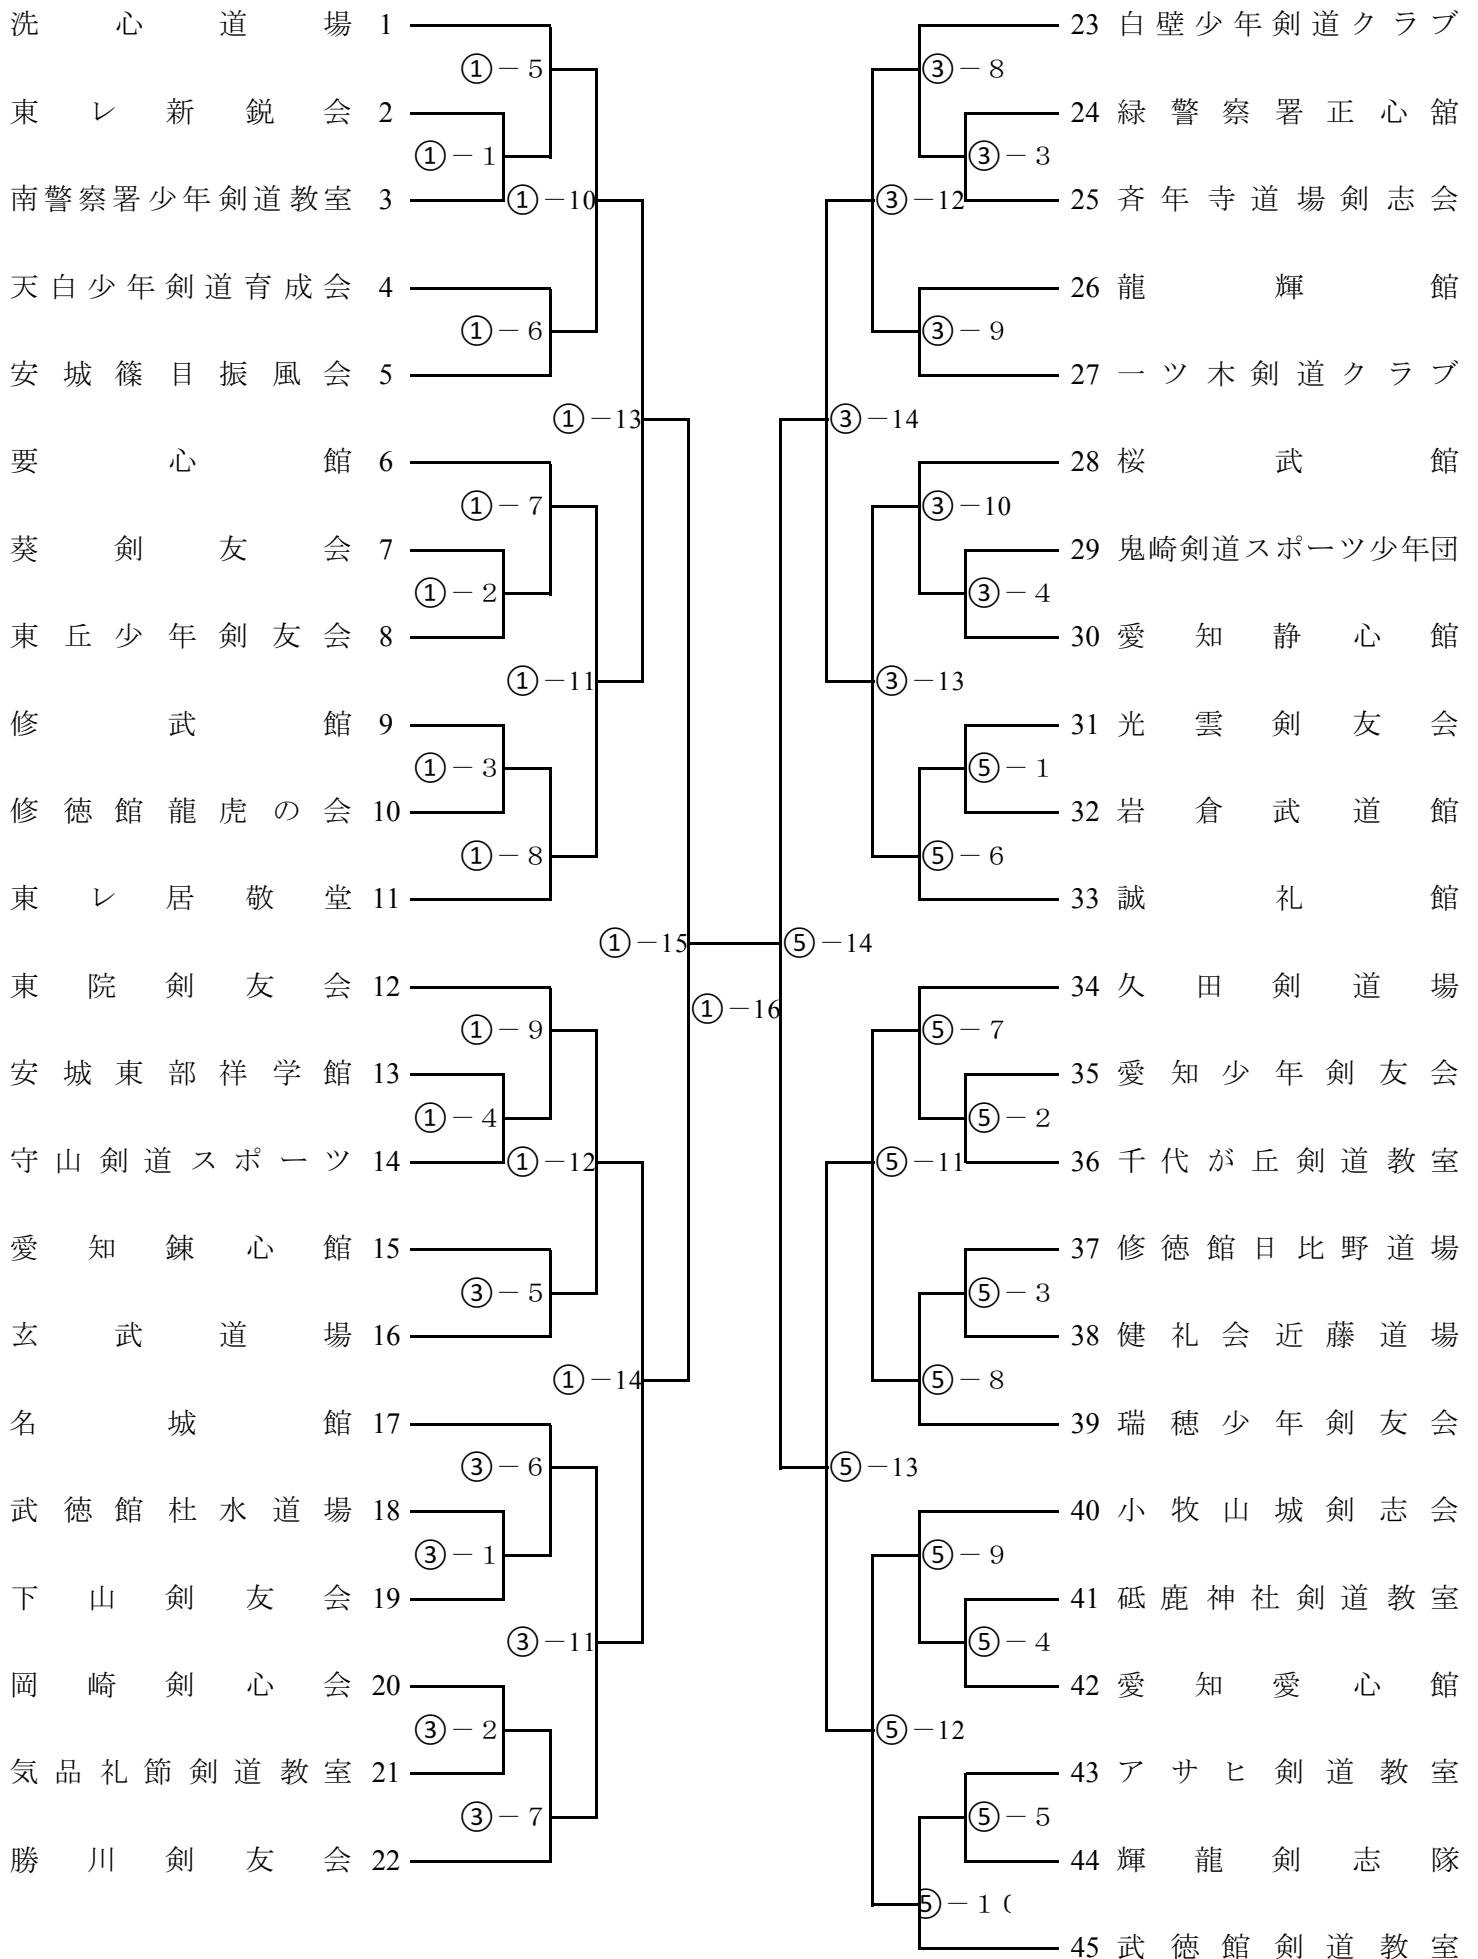 洗心道場 1
①－5
東レ新鋭会 2
①－1
南警察署少年剣道教室 3
①－10
天白少年剣道育成会 4
①－6
安城篠目振風会 5
①－13
要心館 6
①－7
葵剣友会 7
①－2
東丘少年剣友会 8
①－11
修武館 9
①－3
修徳館龍虎の会 10
①－8
東レ居敬堂 11
①－15
東院剣友会 12
①－9
安城東部祥学館 13
①－4
守山剣道スポーツ 14
①－12
愛知錬心館 15
③－5
玄武道場 16
①－14
名城館 17
③－6
武徳館杜水道場 18
③－1
下山剣友会 19
③－11
岡崎剣心会 20
③－2
気品礼節剣道教室 21
③－7
勝川剣友会 22
①－16
23 白壁少年剣道クラブ
③－8
24 緑警察署正心舘
③－3
25 斉年寺道場剣志会
③－12
26 龍輝館
③－9
27 一ツ木剣道クラブ
③－14
28 桜武館
③－10
29 鬼崎剣道スポーツ少年団
③－4
30 愛知静心館
③－13
31 光雲剣友会
⑤－1
32 岩倉武道館
⑤－6
33 誠礼館
⑤－14
34 久田剣道場
⑤－7
35 愛知少年剣友会
⑤－2
36 千代が丘剣道教室
⑤－11
37 修徳館日比野道場
⑤－3
38 健礼会近藤道場
⑤－8
39 瑞穂少年剣友会
⑤－13
40 小牧山城剣志会
⑤－9
41 砥鹿神社剣道教室
⑤－4
42 愛知愛心館
⑤－12
43 アサヒ剣道教室
⑤－5
44 輝龍剣志隊
⑤－1
45 武徳館剣道教室